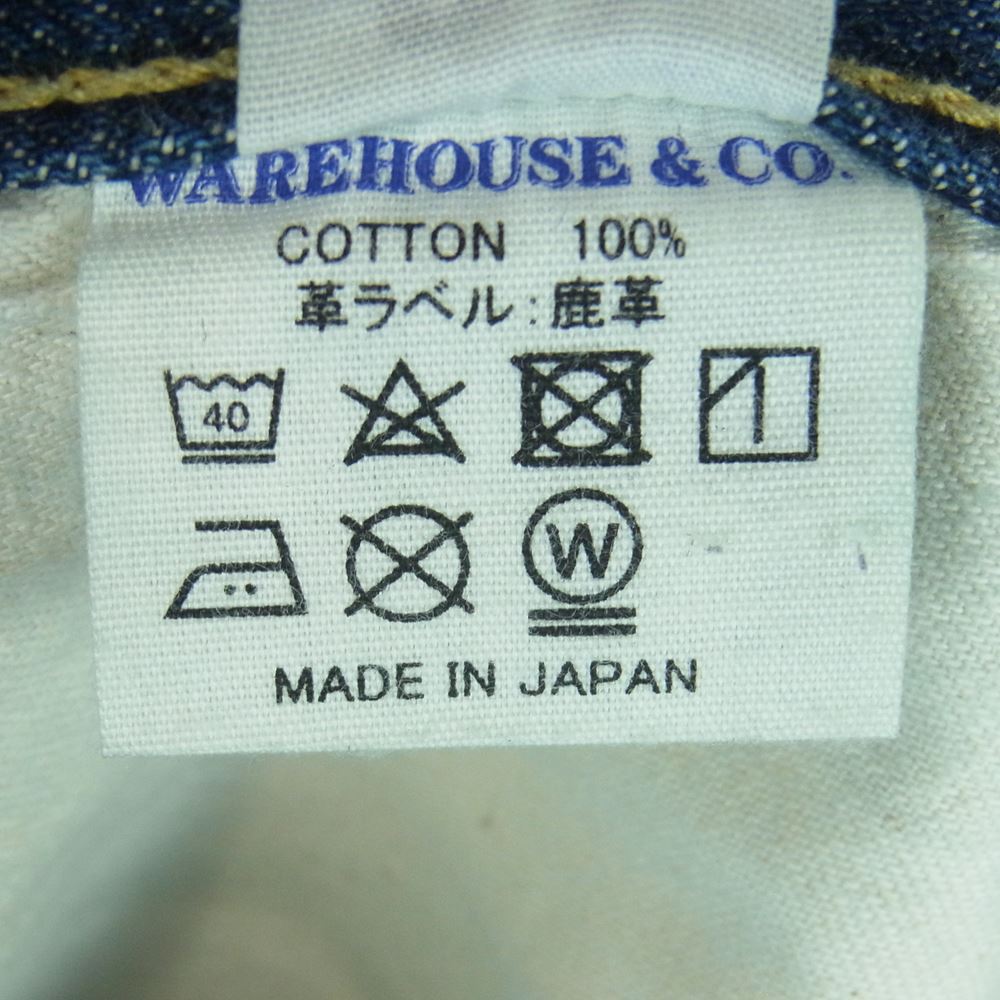 WAREHOUSE & CO.
COTTON 100%
革ラベル:鹿革
40
W
MADE IN JAPAN